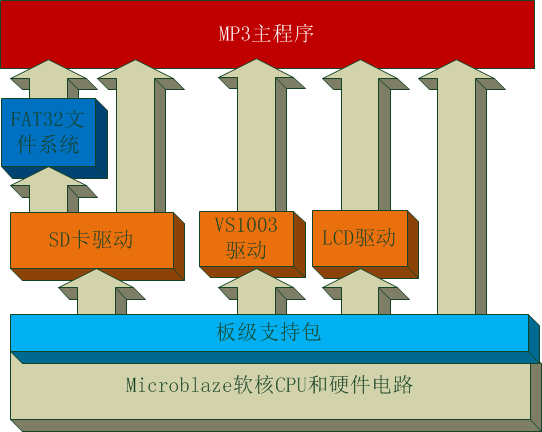 MP3主程序
FAT32文
件系统
SD卡驱动
VS1003
驱动
LCD驱动
板级支持包
Microblaze软核CPU和硬件电路